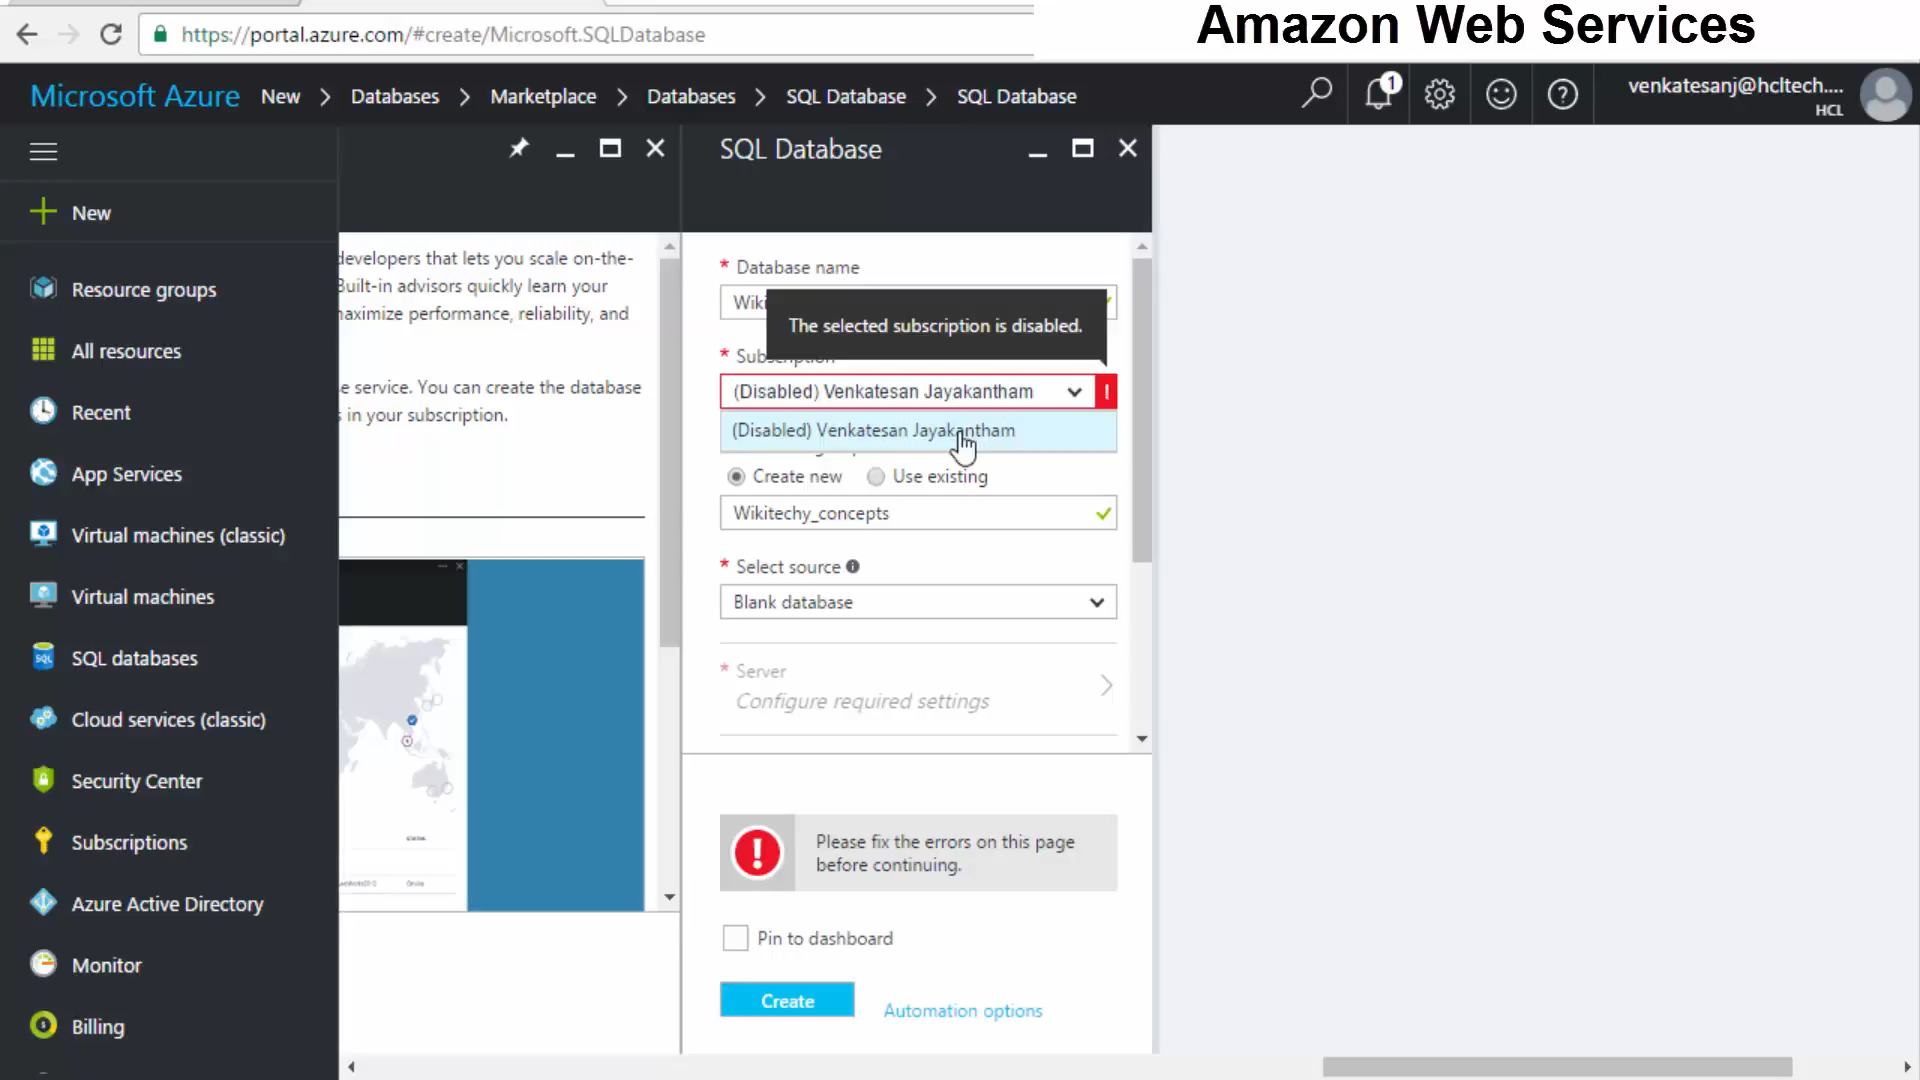 https://portal.azure.com/#create/Microsoft.SQLDatabase
Amazon Web Services
Microsoft Azure New > Databases > Marketplace > Databases > SQL Database > SQL Database
1
venkatesanj@hcltech....
HCL
New
Resource groups
All resources
Recent
App Services
Virtual machines (classic)
Virtual machines
SQL databases
Cloud services (classic)
Security Center
Subscriptions
Azure Active Directory
Monitor
Billing
developers that lets you scale on-the-
Built-in advisors quickly learn your
maximize performance, reliability, and
e service. You can create the database
s in your subscription.
SQL Database
* Database name
Wiki
The selected subscription is disabled.
* Subscription
(Disabled) Venkatesan Jayakantham
(Disabled) Venkatesan Jayakantham
Create new Use existing
Wikitechy_concepts
* Select source
Blank database
* Server
Configure required settings
Please fix the errors on this page
before continuing.
Pin to dashboard
Create Automation options